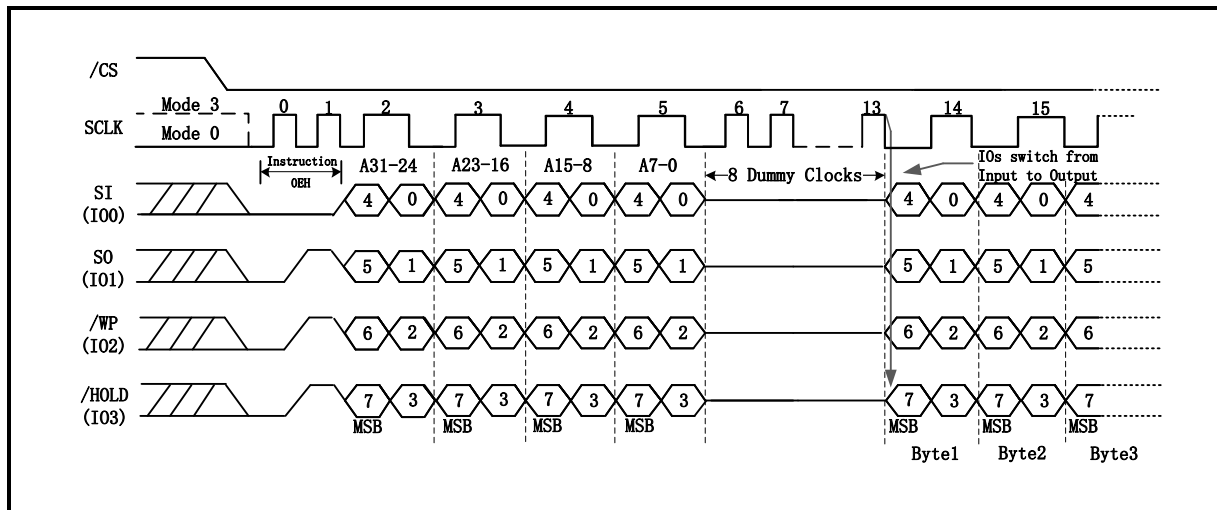 /CS
Mode 3
0 1 2 3 4 5 6 7 13 14 15
SCLK
Mode 0
Instruction
0EH
A31-24 A23-16 A15-8 A7-0
8 Dummy Clocks
IOs switch from
Input to Output
SI
(IO0)
4 0 4 0 4 0 4 0 4 0 4 0 4
SO
(IO1)
5 1 5 1 5 1 5 1 5 1 5 1 5
/WP
(IO2)
6 2 6 2 6 2 6 2 6 2 6 2 6
/HOLD
(IO3)
7 3 7 3 7 3 7 3 7 3 7 3 7
MSB MSB MSB MSB MSB MSB MSB
Byte1 Byte2 Byte3